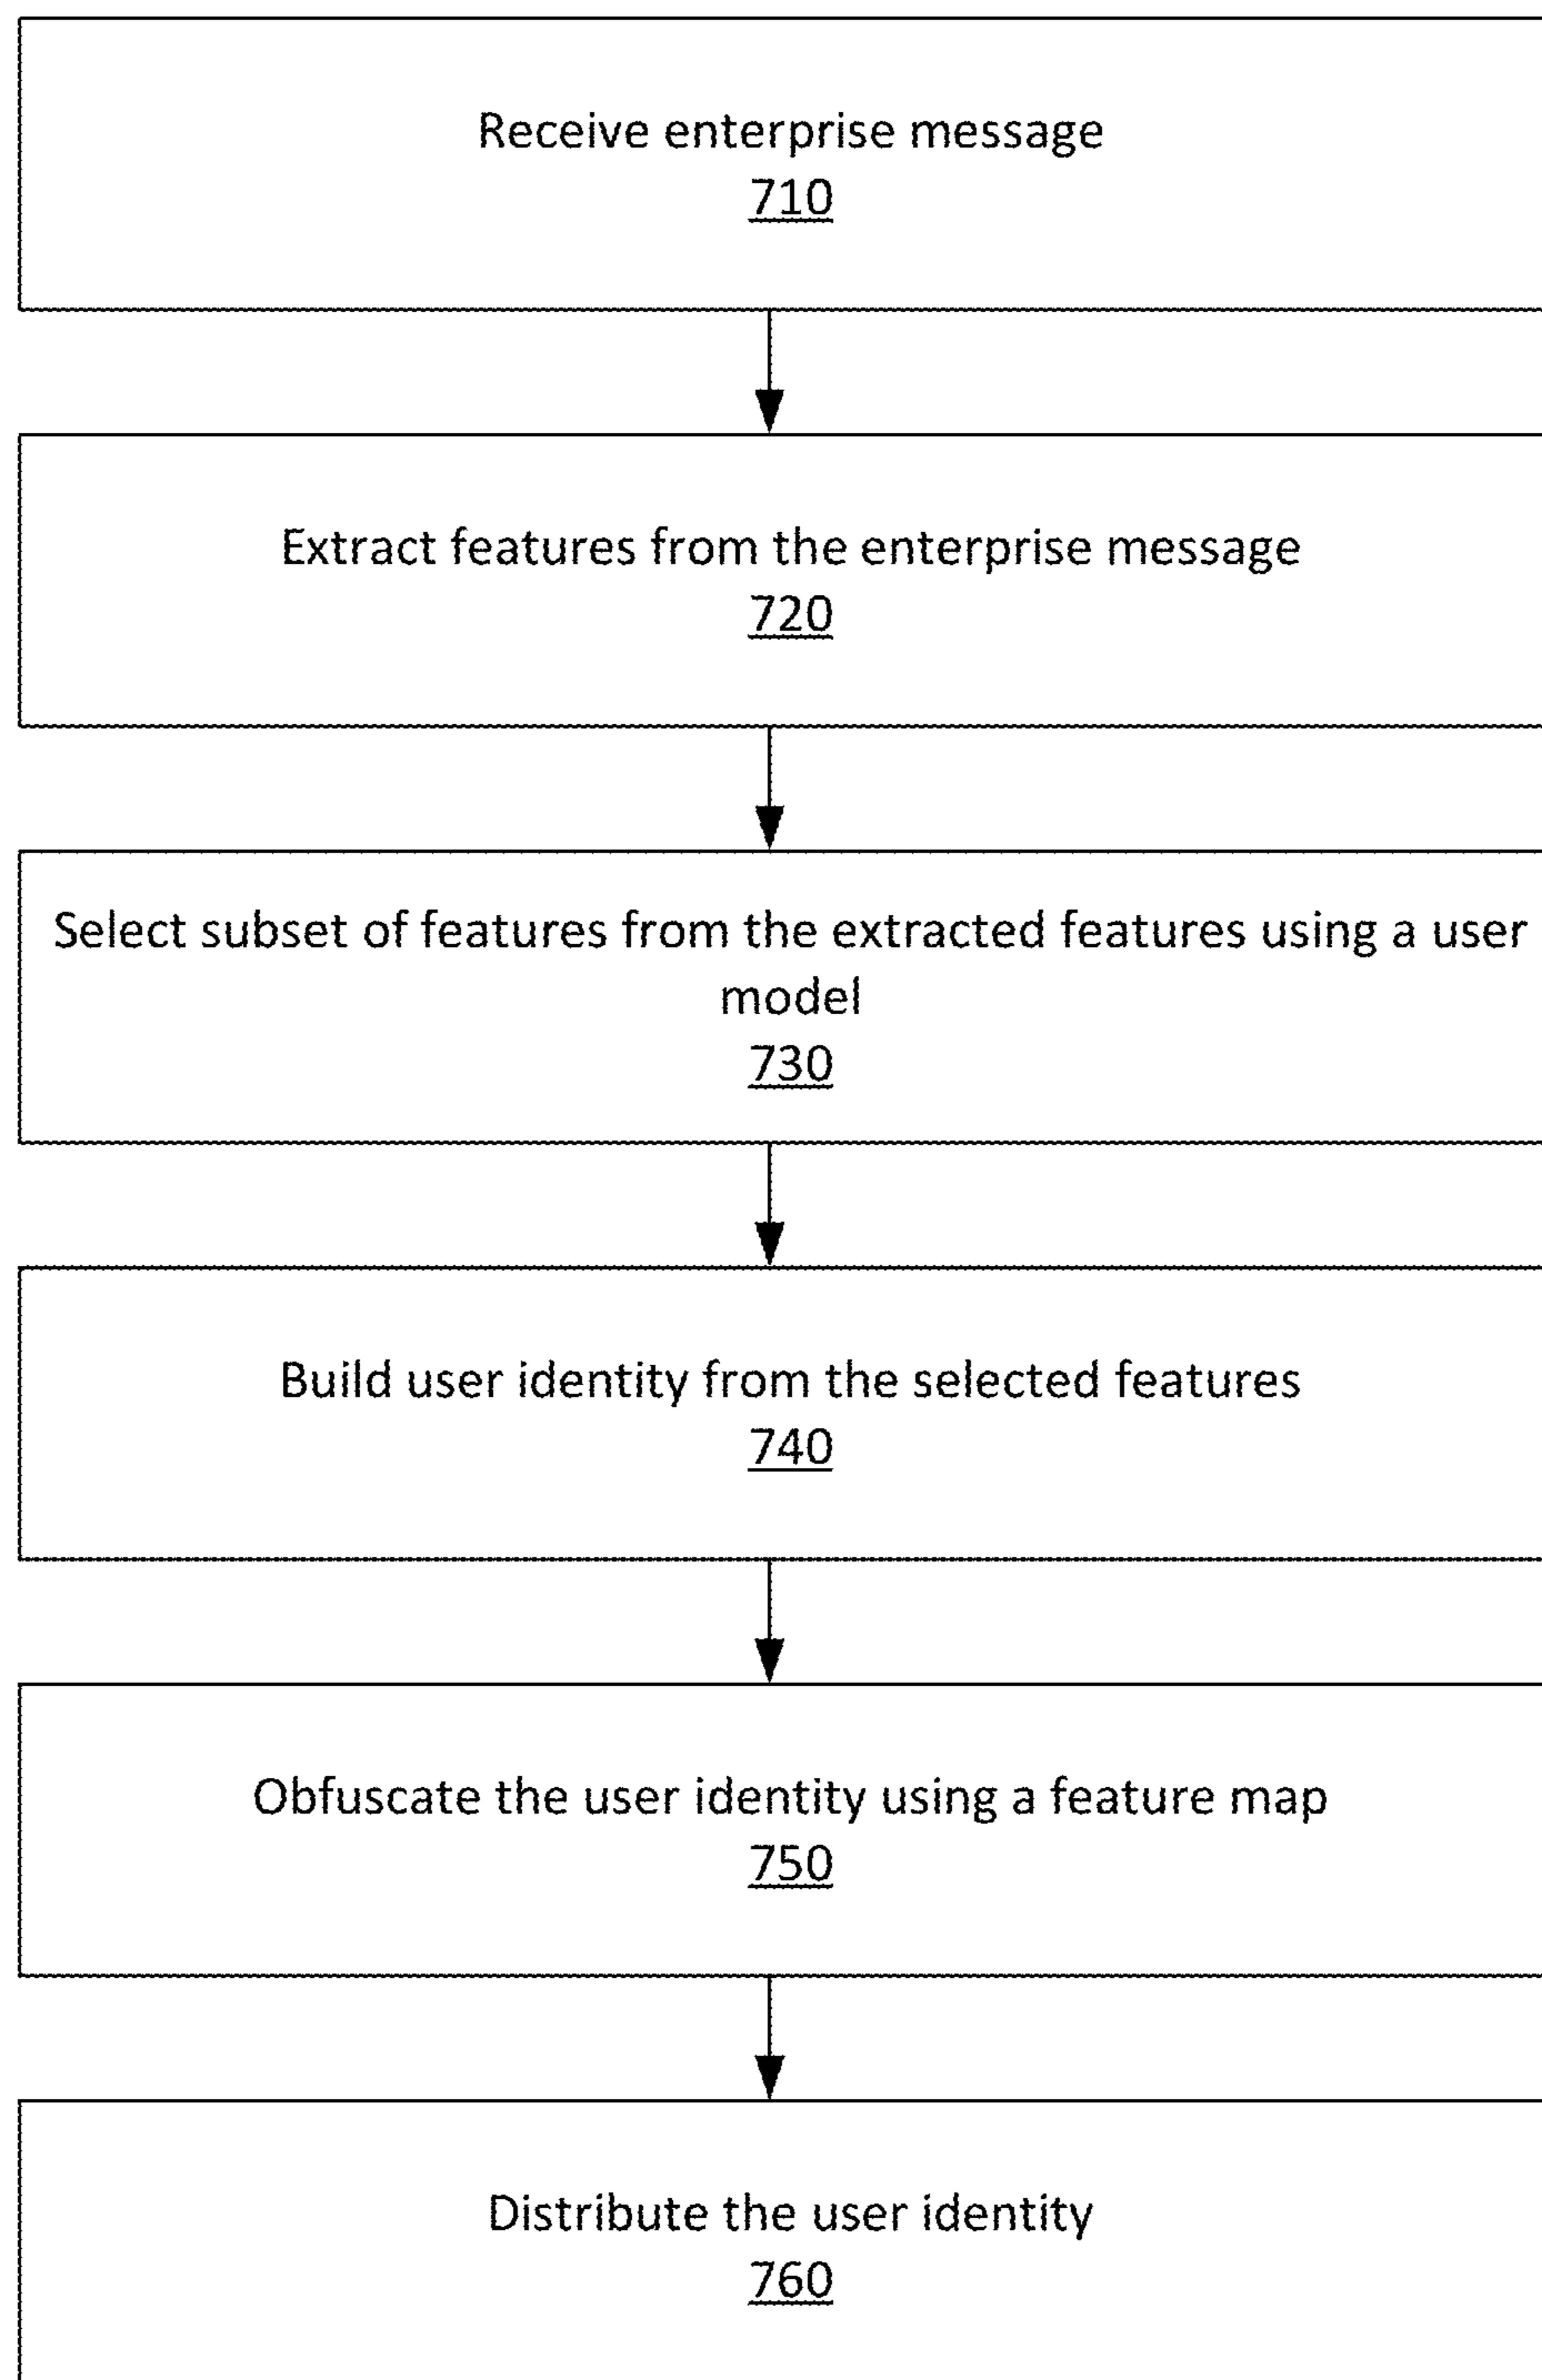 Receive enterprise message
710
Extract features from the enterprise message
720
Select subset of features from the extracted features using a user
model
730
Build user identity from the selected features
740
Obfuscate the user identity using a feature map
750
Distribute the user identity
760